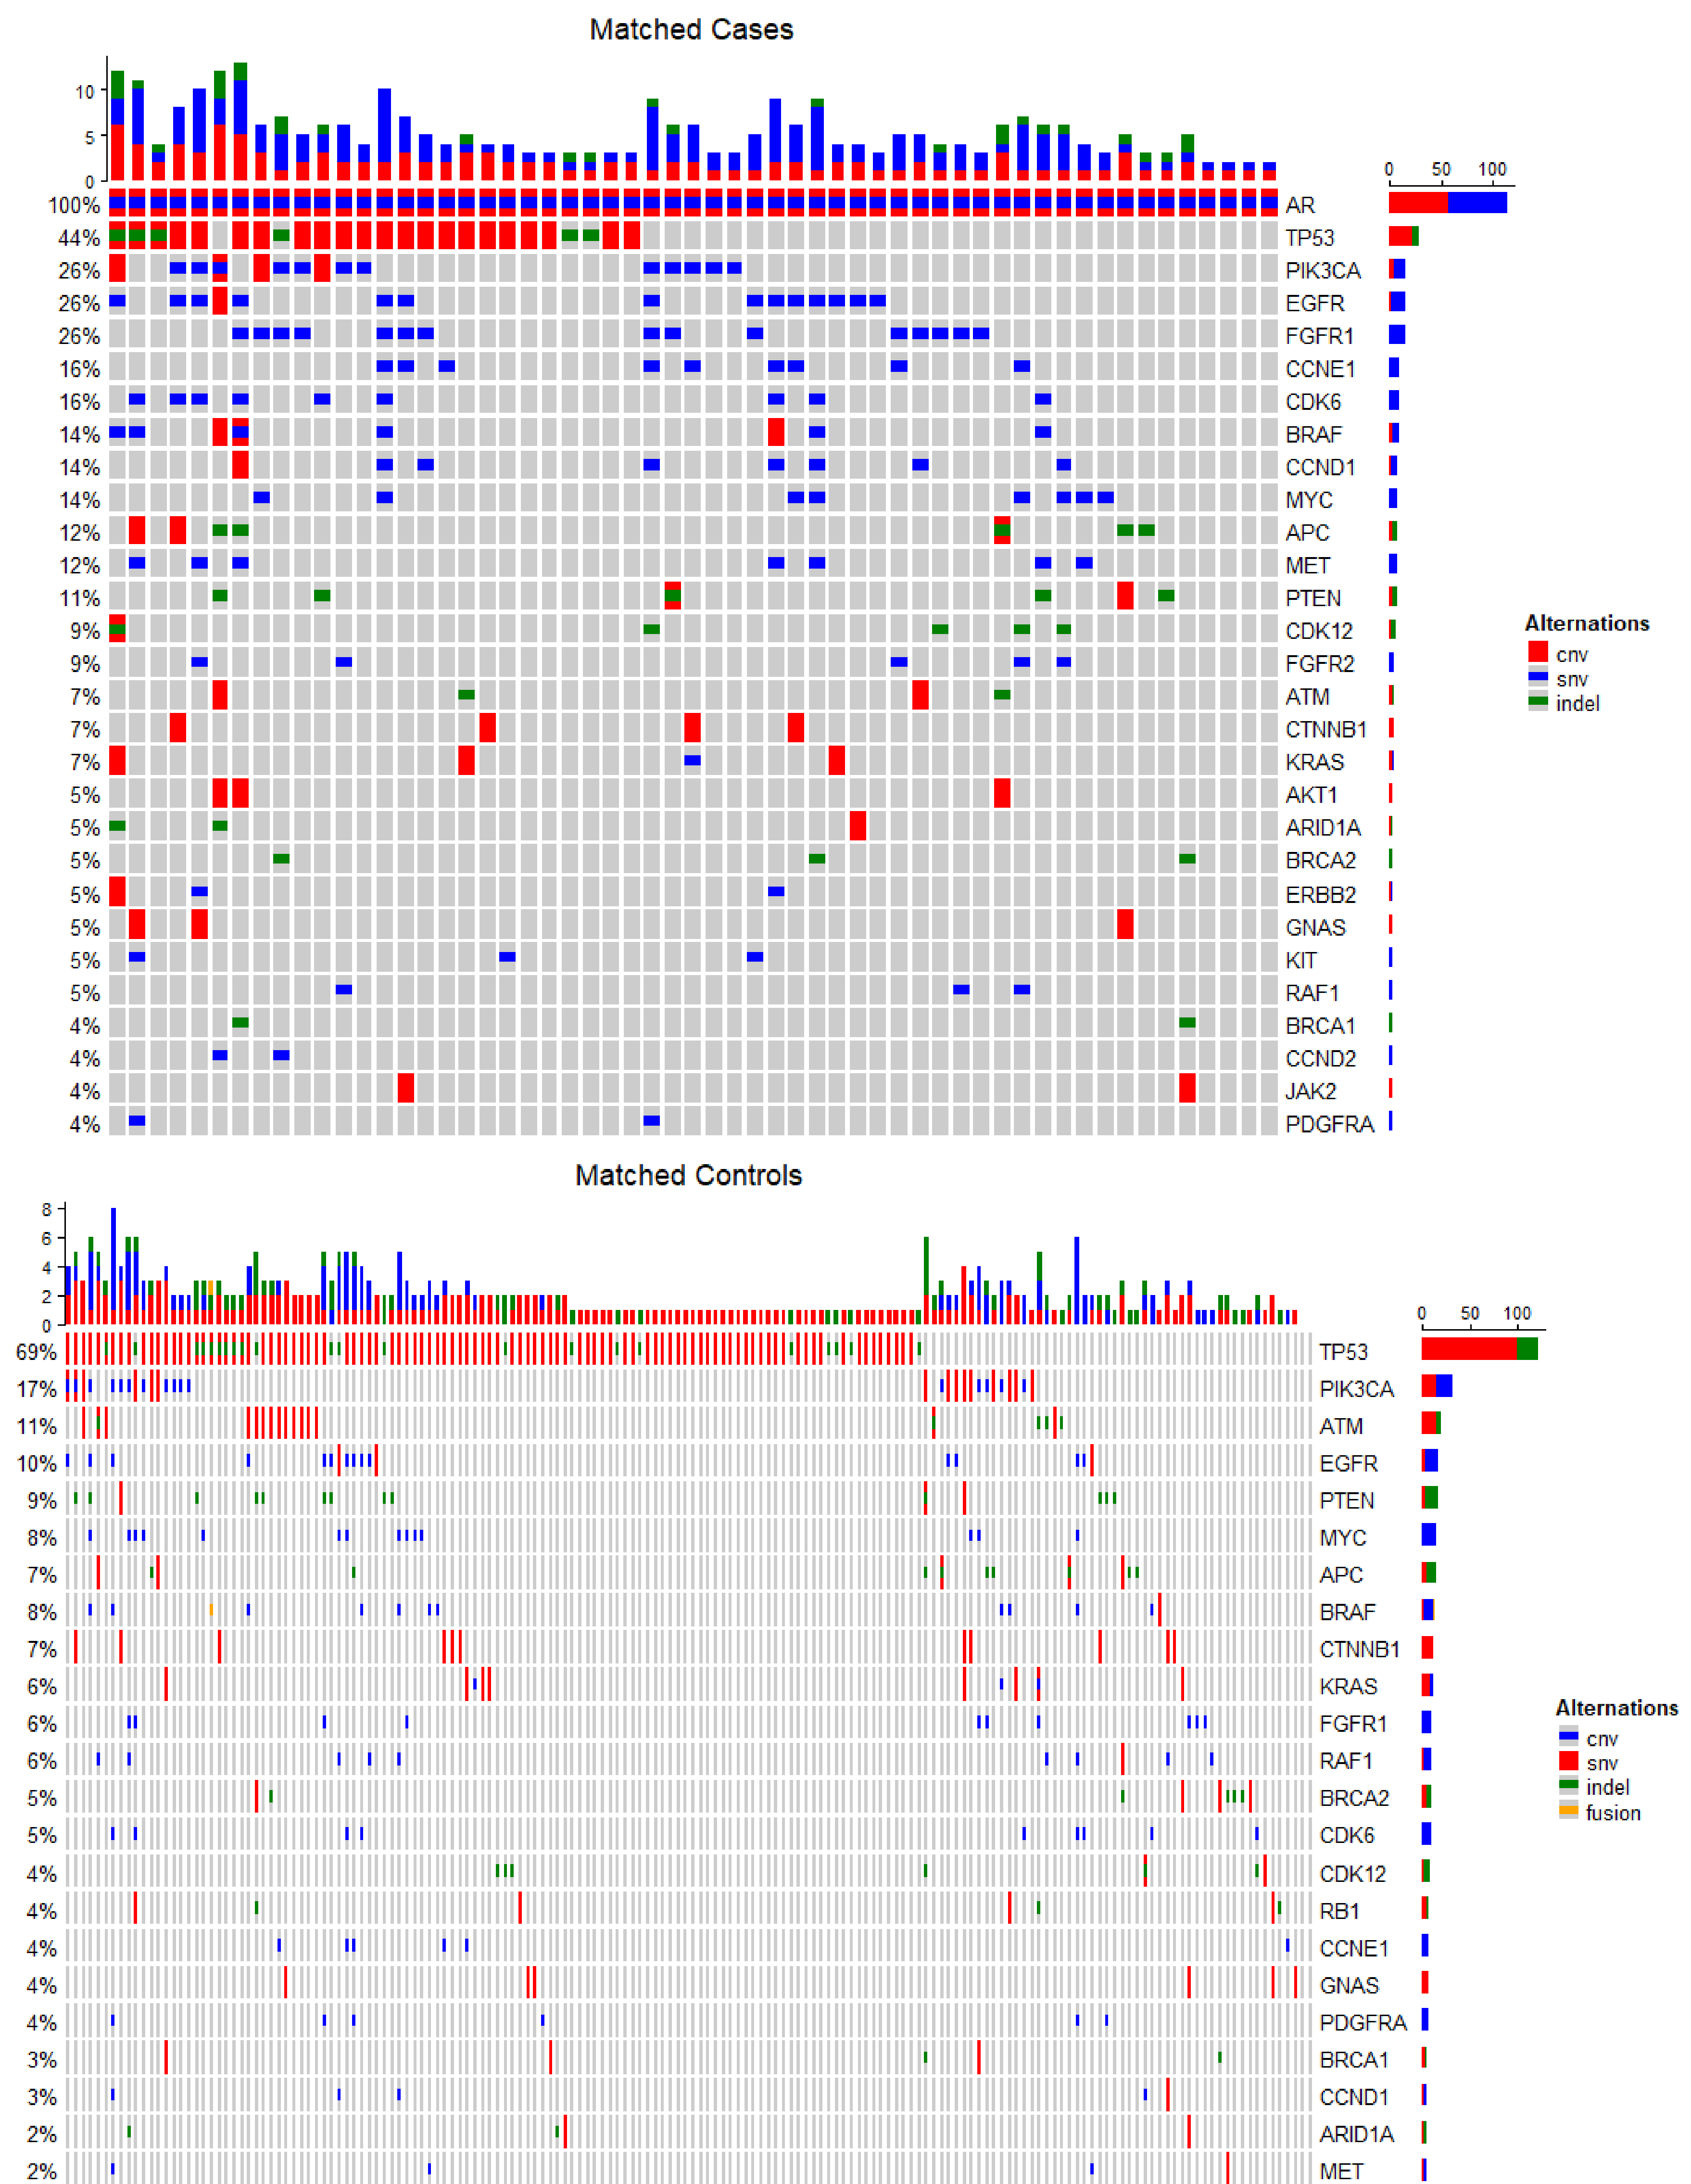 Matched Cases
10
5
0
0 50 100
100% AR
44% TP53
26% PIK3CA
26% EGFR
26% FGFR1
16% CCNE1
16% CDK6
14% BRAF
14% CCND1
14% MYC
12% APC
12% MET
11% PTEN
9% CDK12
Alternations
cnv
snv
indel
9% FGFR2
7% ATM
7% CTNNB1
7% KRAS
5% AKT1
5% ARID1A
5% BRCA2
5% ERBB2
5% GNAS
5% KIT
5% RAF1
4% BRCA1
4% CCND2
4% JAK2
4% PDGFRA
Matched Controls
8
6
4
2
0
0 50 100
69% TP53
17% PIK3CA
11% ATM
10% EGFR
9% PTEN
8% MYC
7% APC
8% BRAF
7% CTNNB1
6% KRAS
Alternations
cnv
snv
indel
fusion
6% FGFR1
6% RAF1
5% BRCA2
5% CDK6
4% CDK12
4% RB1
4% CCNE1
4% GNAS
4% PDGFRA
3% BRCA1
3% CCND1
2% ARID1A
2% MET